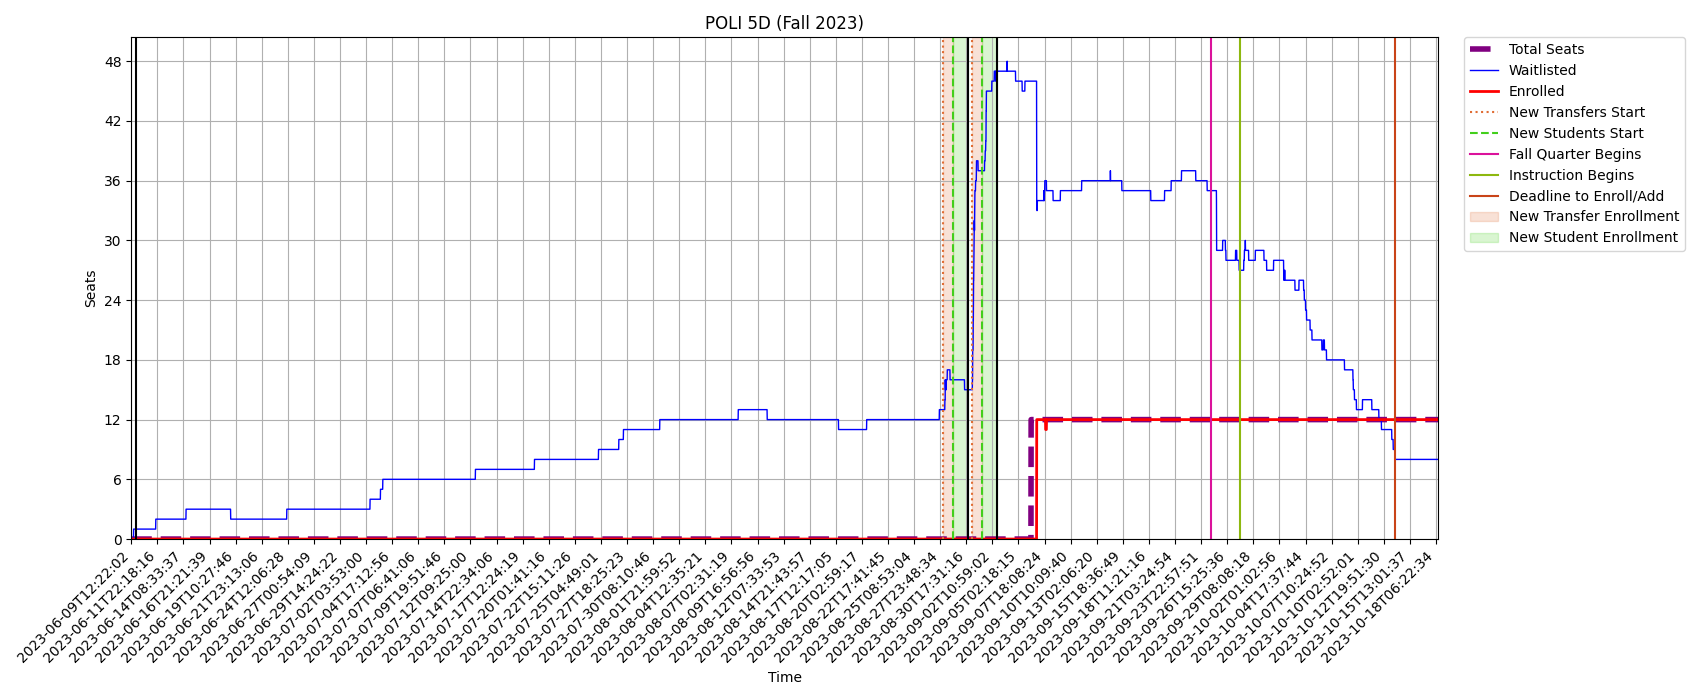 POLI 5D (Fall 2023)
Seats
48
42
36
30
24
18
12
6
0
Total Seats
Waitlisted
Enrolled
New Transfers Start
New Students Start
Fall Quarter Begins
Instruction Begins
Deadline to Enroll/Add
New Transfer Enrollment
New Student Enrollment
2023-06-09T12:22:02
2023-06-11T22:18:16
2023-06-14T08:33:37
2023-06-16T21:21:39
2023-06-19T10:27:46
2023-06-21T23:13:06
2023-06-24T12:06:28
2023-06-27T00:54:09
2023-06-29T14:24:22
2023-07-02T03:53:00
2023-07-04T17:12:56
2023-07-07T06:41:06
2023-07-09T19:51:46
2023-07-12T09:25:00
2023-07-14T22:34:06
2023-07-17T12:24:19
2023-07-20T01:41:16
2023-07-22T15:11:26
2023-07-25T04:49:01
2023-07-27T18:25:23
2023-07-30T08:10:46
2023-08-01T21:59:52
2023-08-04T12:35:21
2023-08-07T02:31:19
2023-08-09T16:56:56
2023-08-12T07:33:53
2023-08-14T21:43:57
2023-08-17T12:17:05
2023-08-20T02:59:17
2023-08-22T17:41:45
2023-08-25T08:53:04
2023-08-27T23:48:34
2023-08-30T17:31:16
2023-09-02T10:59:02
2023-09-05T02:18:15
2023-09-07T18:08:24
2023-09-10T10:09:40
2023-09-13T02:06:20
2023-09-15T18:36:49
2023-09-18T11:21:16
2023-09-21T03:24:54
2023-09-23T22:57:51
2023-09-26T15:25:36
2023-09-29T08:08:18
2023-10-02T01:02:56
2023-10-04T17:37:44
2023-10-07T10:24:52
2023-10-10T02:52:01
2023-10-12T19:51:30
2023-10-15T13:01:37
2023-10-18T06:22:34
Time